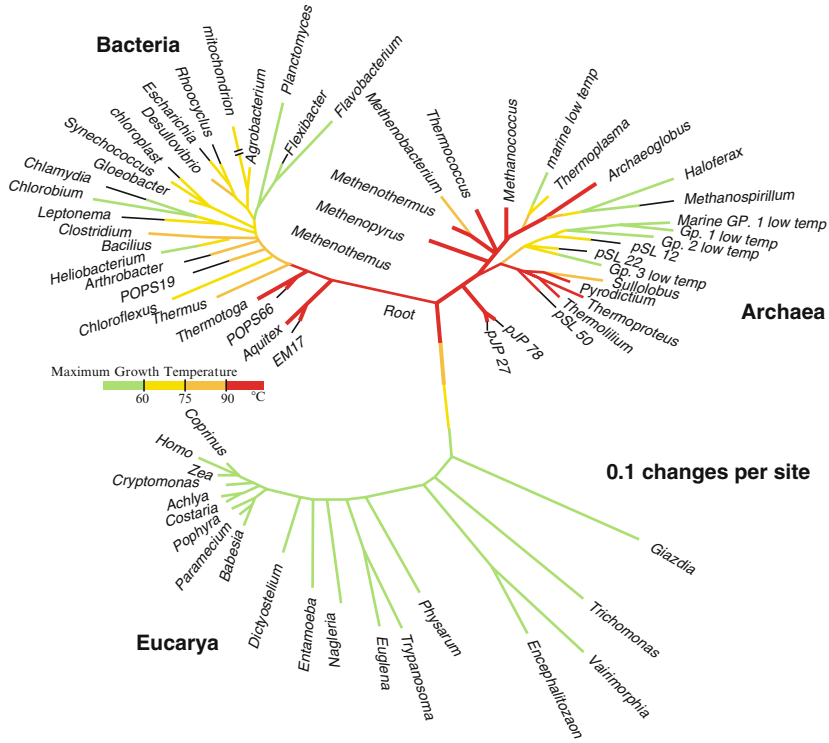 Bacteria
mitochondrion
Rhoocyclus
Escharichia
Desullovibrio
chloroplast
Synechococcus
Gloeobacter
Chlamydia
Chlorobium
Leptonema
Clostridium
Bacilius
Heliobacterium
Arthrobacter
POPS19
Chloroflexus
Thermus
Thermotoga
POPS66
Aquitex
EM17
Agrobacterium
Planctomyces
Flexibacter
Flavobacterium
Root
Methenobacterium
Thermococcus
Methanococcus
Methenothermus
Methenopyrus
Methenothemus
marine low temp
Thermoplasma
Archaeoglobus
Haloferax
Methanospirillum
Marine GP. 1 low temp
Gp. 1 low temp
Gp. 2 low temp
pSL 12
pSL 22
Gp. 3 low temp
Sullolobus
Pyrodictium
Thermoproteus
Thermolilium
pSL 50
pJP 78
pJP 27
Archaea
Maximum Growth Temperature
60 75 90 °C
Coprinus
Homo
Zea
Cryptomonas
Achlya
Costaria
Pophyra
Paramecium
Babesia
Dictyostelium
Entamoeba
Nagleria
Euglena
Trypanosoma
Physarum
Encephalitozaon
Vairimorphia
Trichomonas
Giazdia
0.1 changes per site
Eucarya